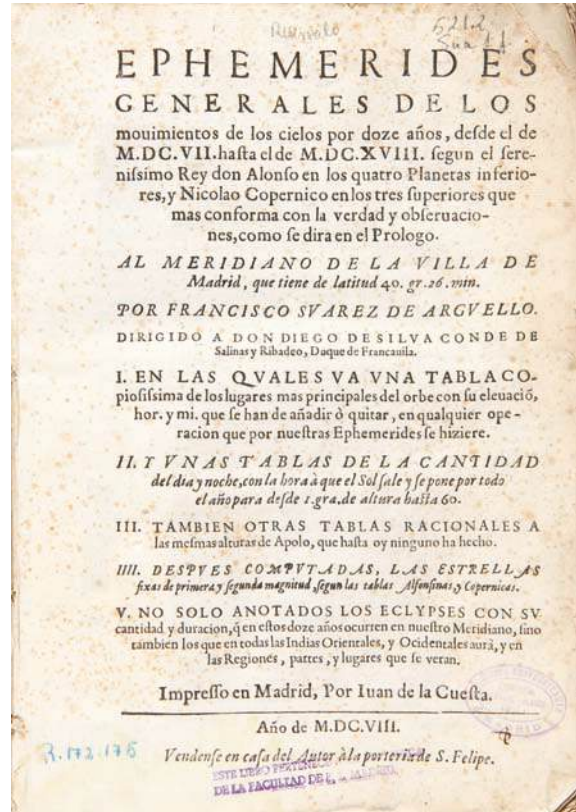 EPHEMERIDES
GENERALES DE LOS
mouimientos de los cielos por doze años, desde el de
M.DC.VII.hasta el de M.DC.XVIII. segun el sere-
nissimo Rey don Alonso en los quatro Planetas inferio-
res, y Nicolao Copernico en los tres superiores que
mas conforma con la verdad y obseruacio-
nes, como se dira en el Prologo.
AL MERIDIANO DE LA VILLA DE
Madrid, que tiene de latitud 40. gr. 26. min.
POR FRANCISCO SVAREZ DE ARGVELLO.
DIRIGIDO A DON DIEGO DE SILVA CONDE DE
Salinas y Ribadeo, Duque de Francauila.
I. EN LAS QVALES VA VNA TABLA CO-
piosissima de los lugares mas principales del orbe con su eleuació,
hor. y mi. que se han de añadir ò quitar, en qualquier ope-
racion que por nuestras Ephemerides se hiziere.
II. Y VNAS TABLAS DE LA CANTIDAD
del dia y noche, con la hora à que el Sol sale y se pone por todo
el año para desde 1. gra. de altura hasta 60.
III. TAMBIEN OTRAS TABLAS RACIONALES A
las mesmas alturas de Apolo, que hasta oy ninguno ha hecho.
IIII. DESPVES COMPVTADAS, LAS ESTRELLAS
fixas de primera y segunda magnitud, segun las tablas Alfonsinas, y Copernicas.
V. NO SOLO ANOTADOS LOS ECLYPSES CON SV
cantidad y duracion, q̃ en estos doze años ocurren en nuestro Meridiano, sino
tambien los que en todas las Indias Orientales, y Ocidentales aurà, y en
las Regiones, partes, y lugares que se veran.
Impresso en Madrid, Por Iuan de la Cuesta.
Año de M.DC.VIII.
Vendense en casa del Autor à la porteria de S. Felipe.
R.172.175
ESTE LIBRO
DE LA FACULTAD DE